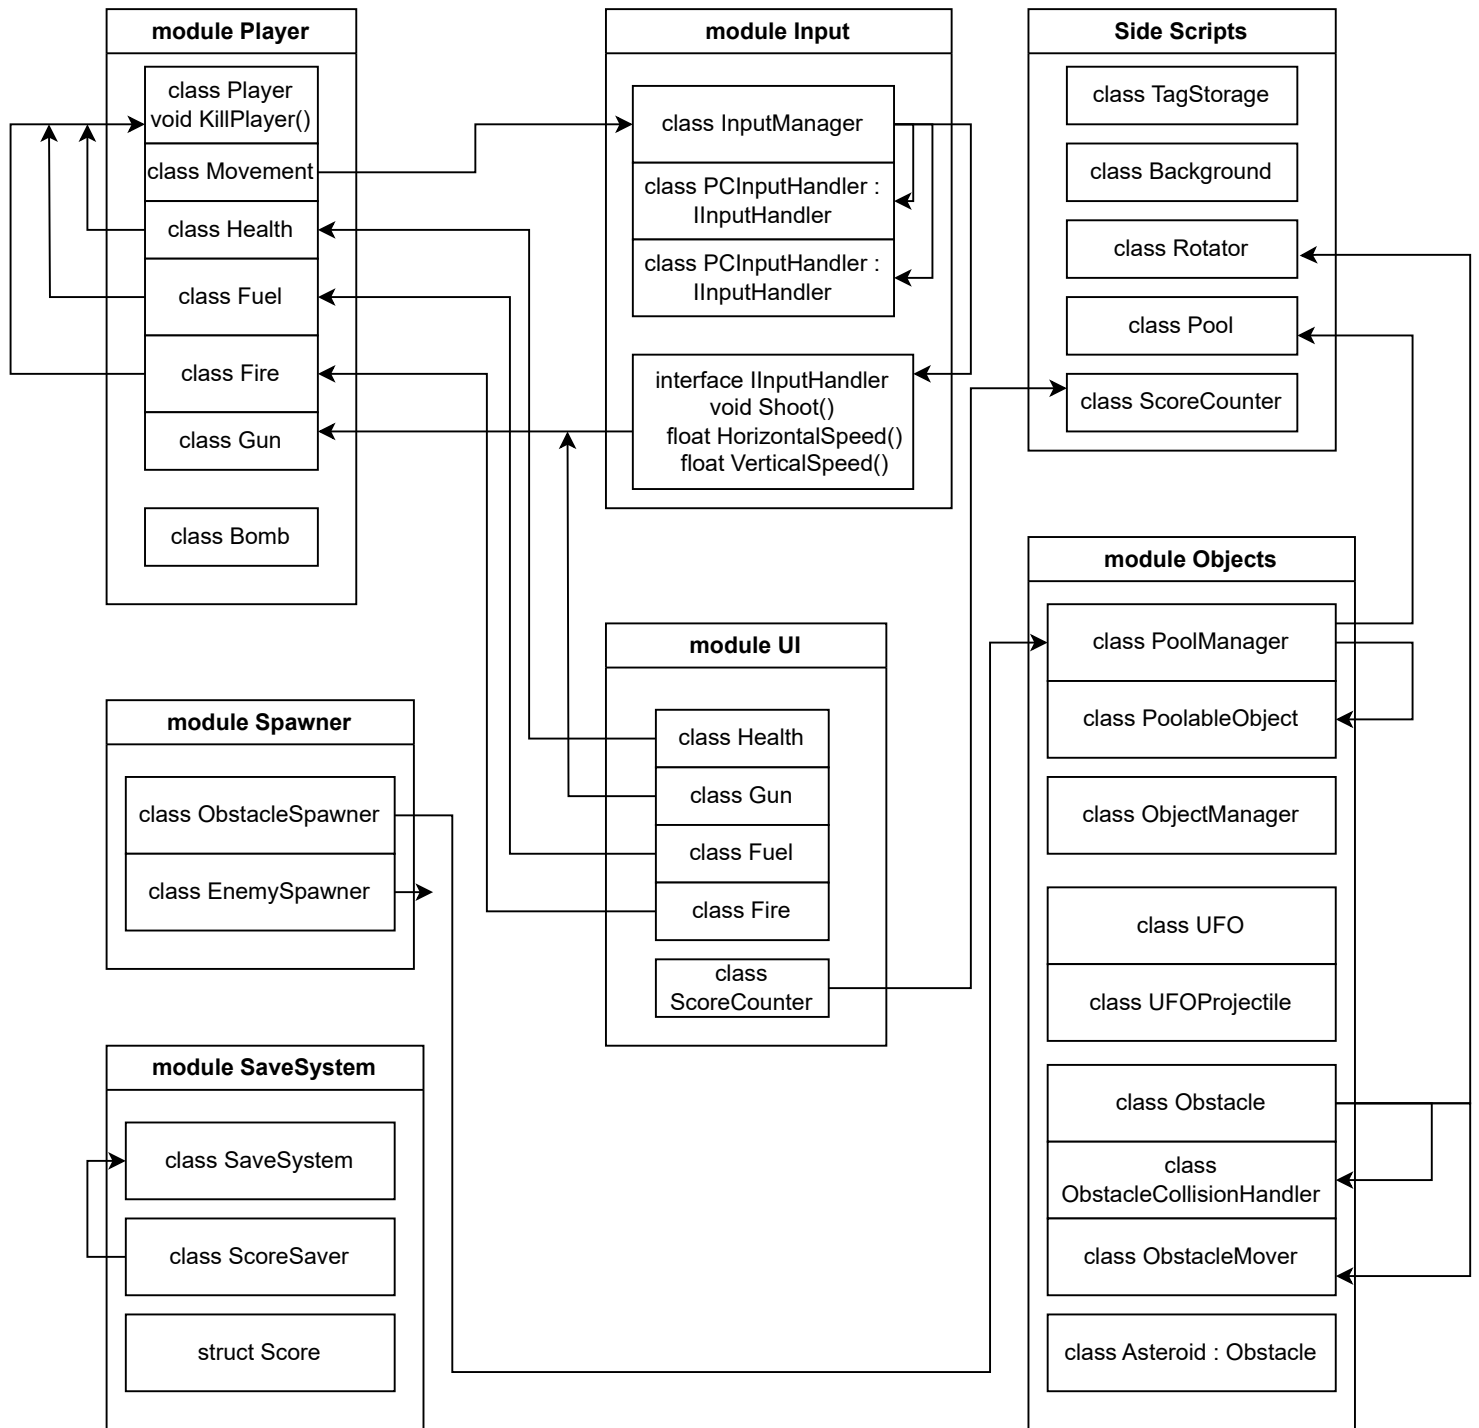 module Player
class Player
void KillPlayer()
class Movement
class Health
class Fuel
class Fire
class Gun
class Bomb
module Input
class InputManager
class PCInputHandler :
IInputHandler
class PCInputHandler :
IInputHandler
interface IInputHandler
void Shoot()
float HorizontalSpeed()
float VerticalSpeed()
Side Scripts
class TagStorage
class Background
class Rotator
class Pool
class ScoreCounter
module Spawner
class ObstacleSpawner
class EnemySpawner
module UI
class Health
class Gun
class Fuel
class Fire
class
ScoreCounter
module Objects
class PoolManager
class PoolableObject
class ObjectManager
class UFO
class UFOProjectile
class Obstacle
class
ObstacleCollisionHandler
class ObstacleMover
class Asteroid : Obstacle
module SaveSystem
class SaveSystem
class ScoreSaver
struct Score